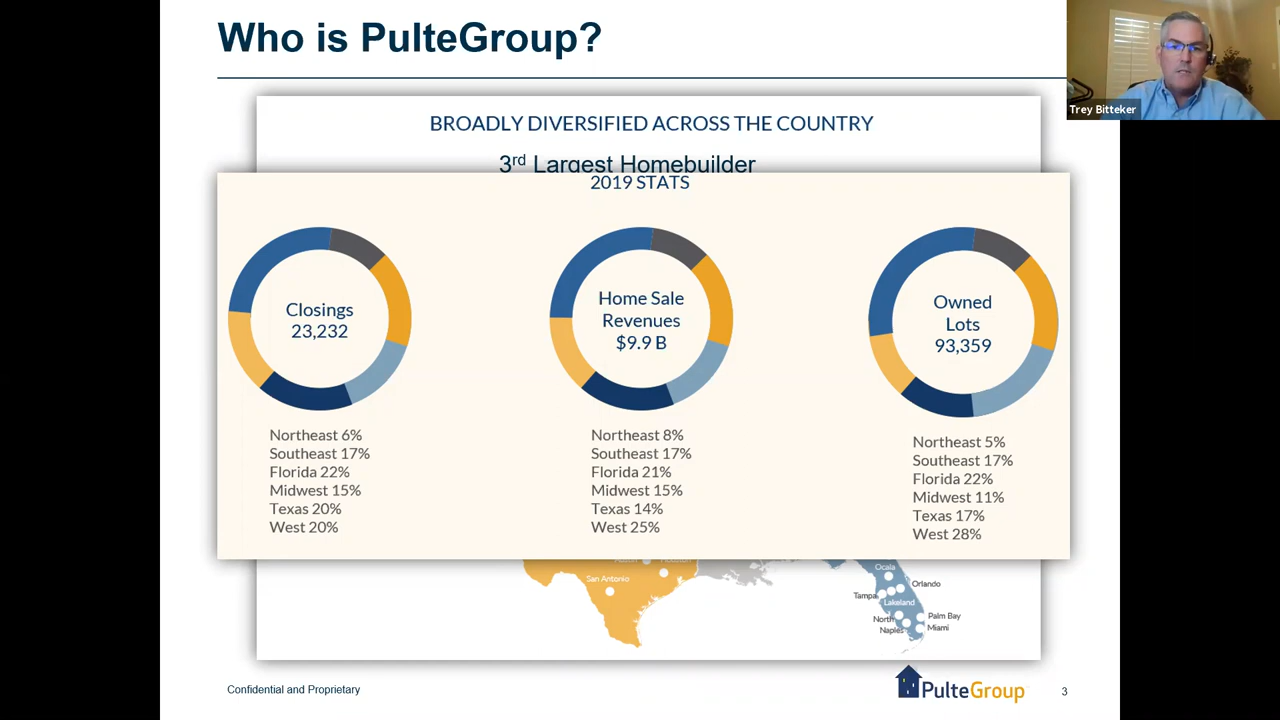 Who is PulteGroup?
Trey Bitteker
BROADLY DIVERSIFIED ACROSS THE COUNTRY
3rd Largest Homebuilder
2019 STATS
Closings
23,232
Home Sale
Revenues
$9.9 B
Owned
Lots
93,359
Northeast 6%
Southeast 17%
Florida 22%
Midwest 15%
Texas 20%
West 20%
Northeast 8%
Southeast 17%
Florida 21%
Midwest 15%
Texas 14%
West 25%
Northeast 5%
Southeast 17%
Florida 22%
Midwest 11%
Texas 17%
West 28%
San Antonio
Ocala
Orlando
Tampa
Lakeland
North
Naples
Palm Bay
Miami
Confidential and Proprietary
PulteGroup
3